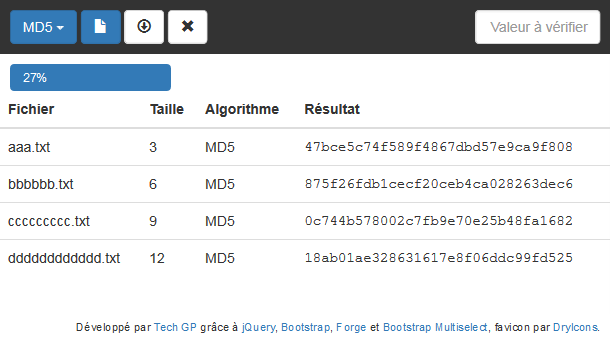 MD5 Valeur à vérifier
27%
Fichier Taille Algorithme Résultat
aaa.txt 3 MD5 47bce5c74f589f4867dbd57e9ca9f808
bbbbbb.txt 6 MD5 875f26fdb1cecf20ceb4ca028263dec6
ccccccccc.txt 9 MD5 0c744b578002c7fb9e70e25b48fa1682
dddddddddddd.txt 12 MD5 18ab01ae328631617e8f06ddc99fd525
Développé par Tech GP grâce à jQuery, Bootstrap, Forge et Bootstrap Multiselect, favicon par DryIcons.